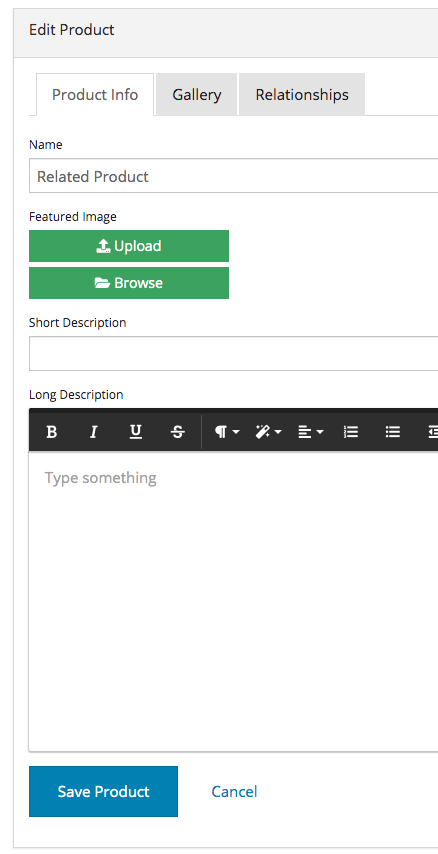 Edit Product
Product Info Gallery Relationships
Name
Related Product
Featured Image
Upload
Browse
Short Description
Long Description
B I U S
Type something
Save Product Cancel